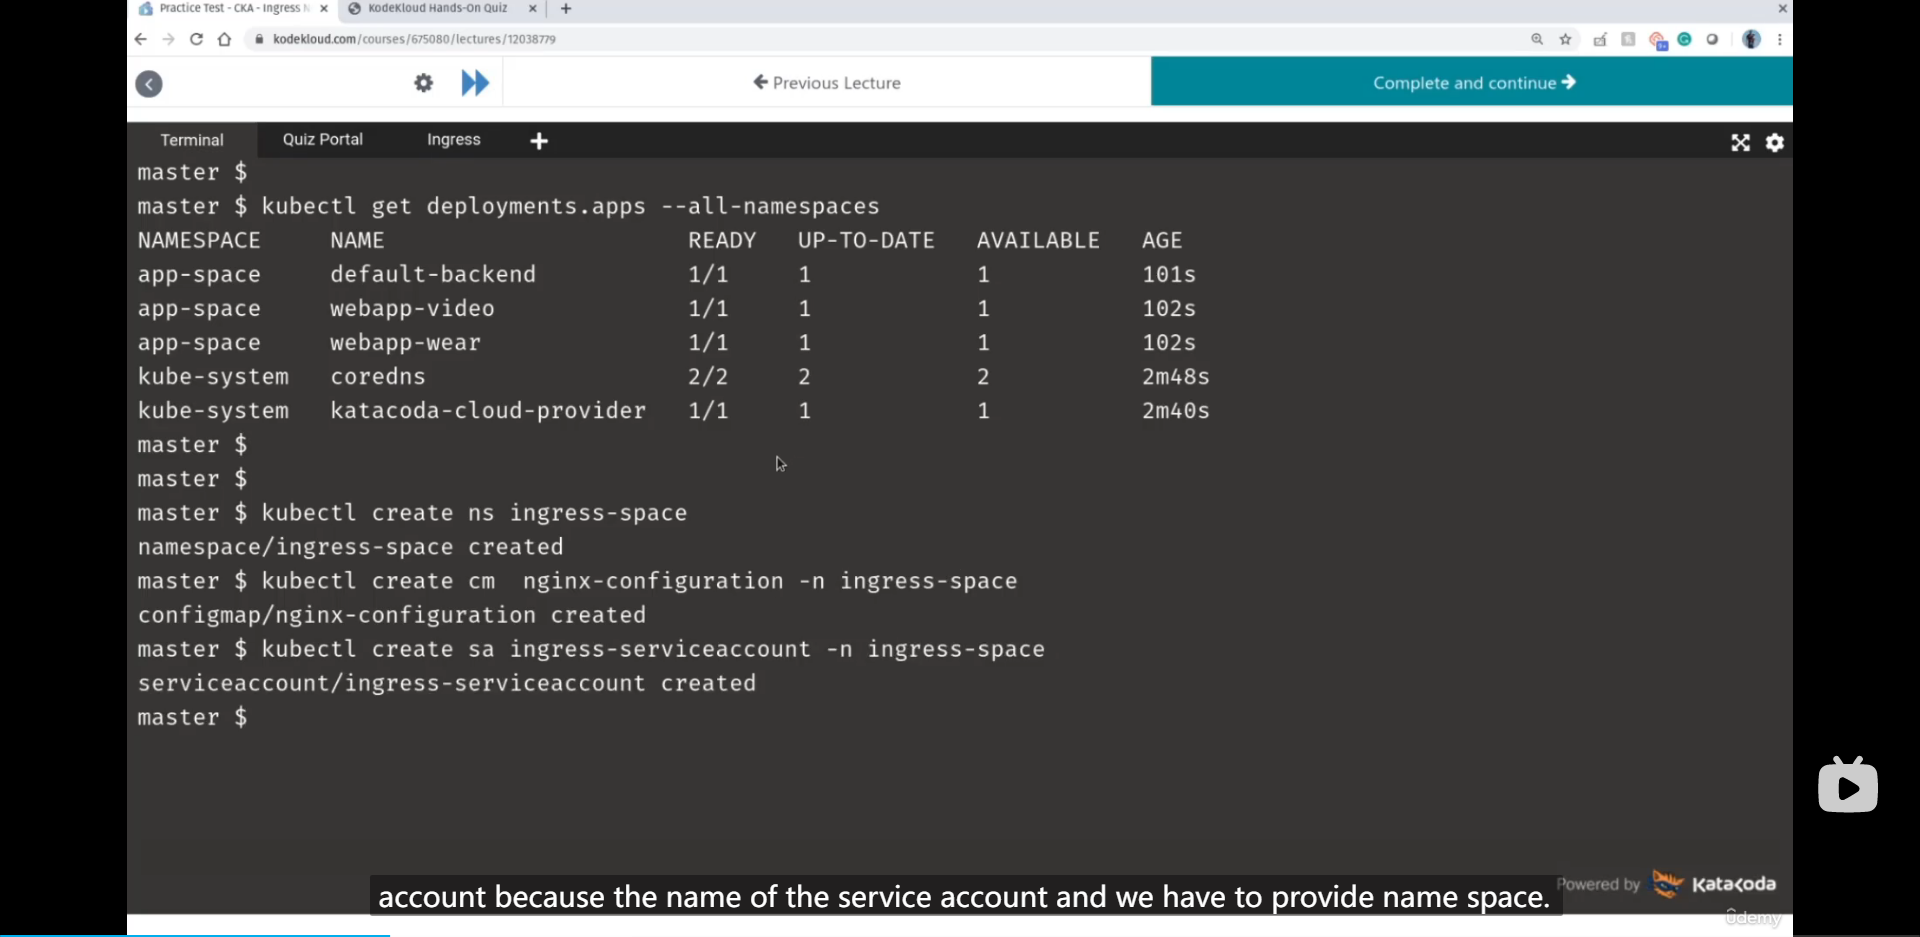 Practice Test - CKA - Ingress N
KodeKloud Hands-On Quiz
kodekloud.com/courses/675080/lectures/12038779
Previous Lecture
Complete and continue
Terminal
Quiz Portal
Ingress
master $
master $ kubectl get deployments.apps --all-namespaces
NAMESPACE NAME READY UP-TO-DATE AVAILABLE AGE
app-space default-backend 1/1 1 1 101s
app-space webapp-video 1/1 1 1 102s
app-space webapp-wear 1/1 1 1 102s
kube-system coredns 2/2 2 2 2m48s
kube-system katacoda-cloud-provider 1/1 1 1 2m40s
master $
master $
master $ kubectl create ns ingress-space
namespace/ingress-space created
master $ kubectl create cm  nginx-configuration -n ingress-space
configmap/nginx-configuration created
master $ kubectl create sa ingress-serviceaccount -n ingress-space
serviceaccount/ingress-serviceaccount created
master $
Powered by Katacoda
account because the name of the service account and we have to provide name space.
ûdemy